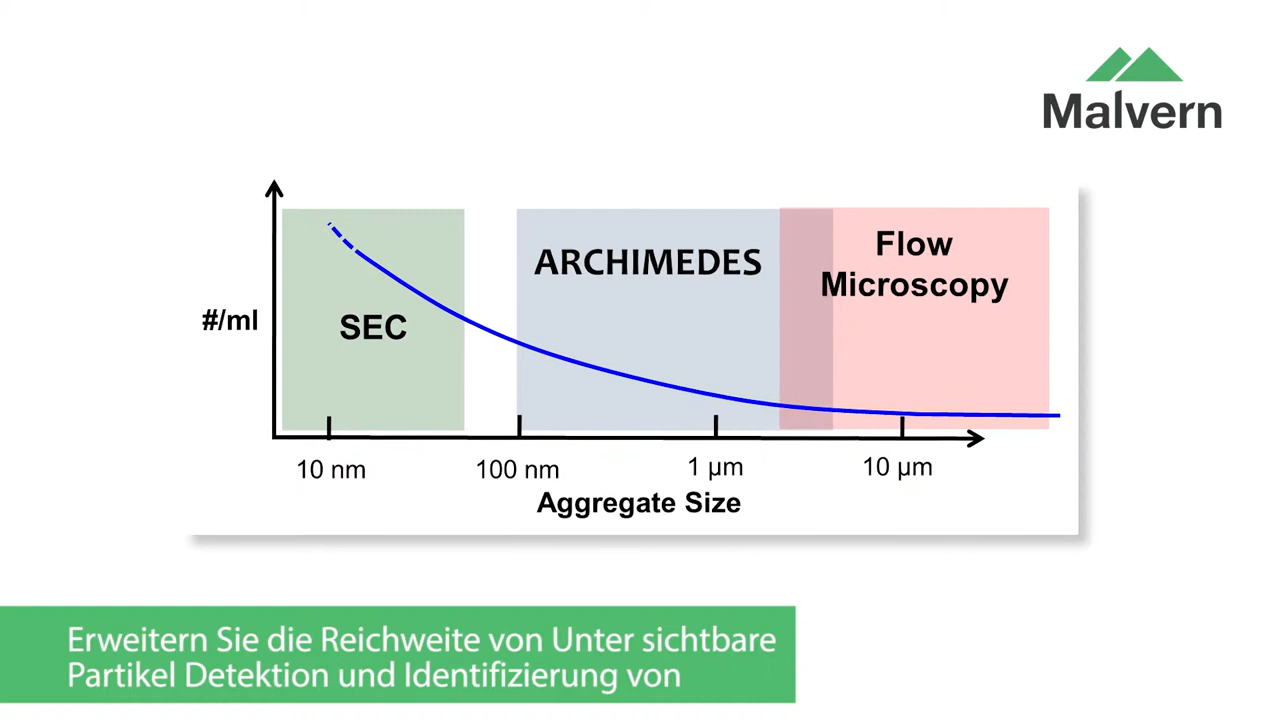 Malvern
ARCHIMEDES
Flow
Microscopy
SEC
#/ml
10 nm
100 nm
1 µm
10 µm
Aggregate Size
Erweitern Sie die Reichweite von Unter sichtbare
Partikel Detektion und Identifizierung von